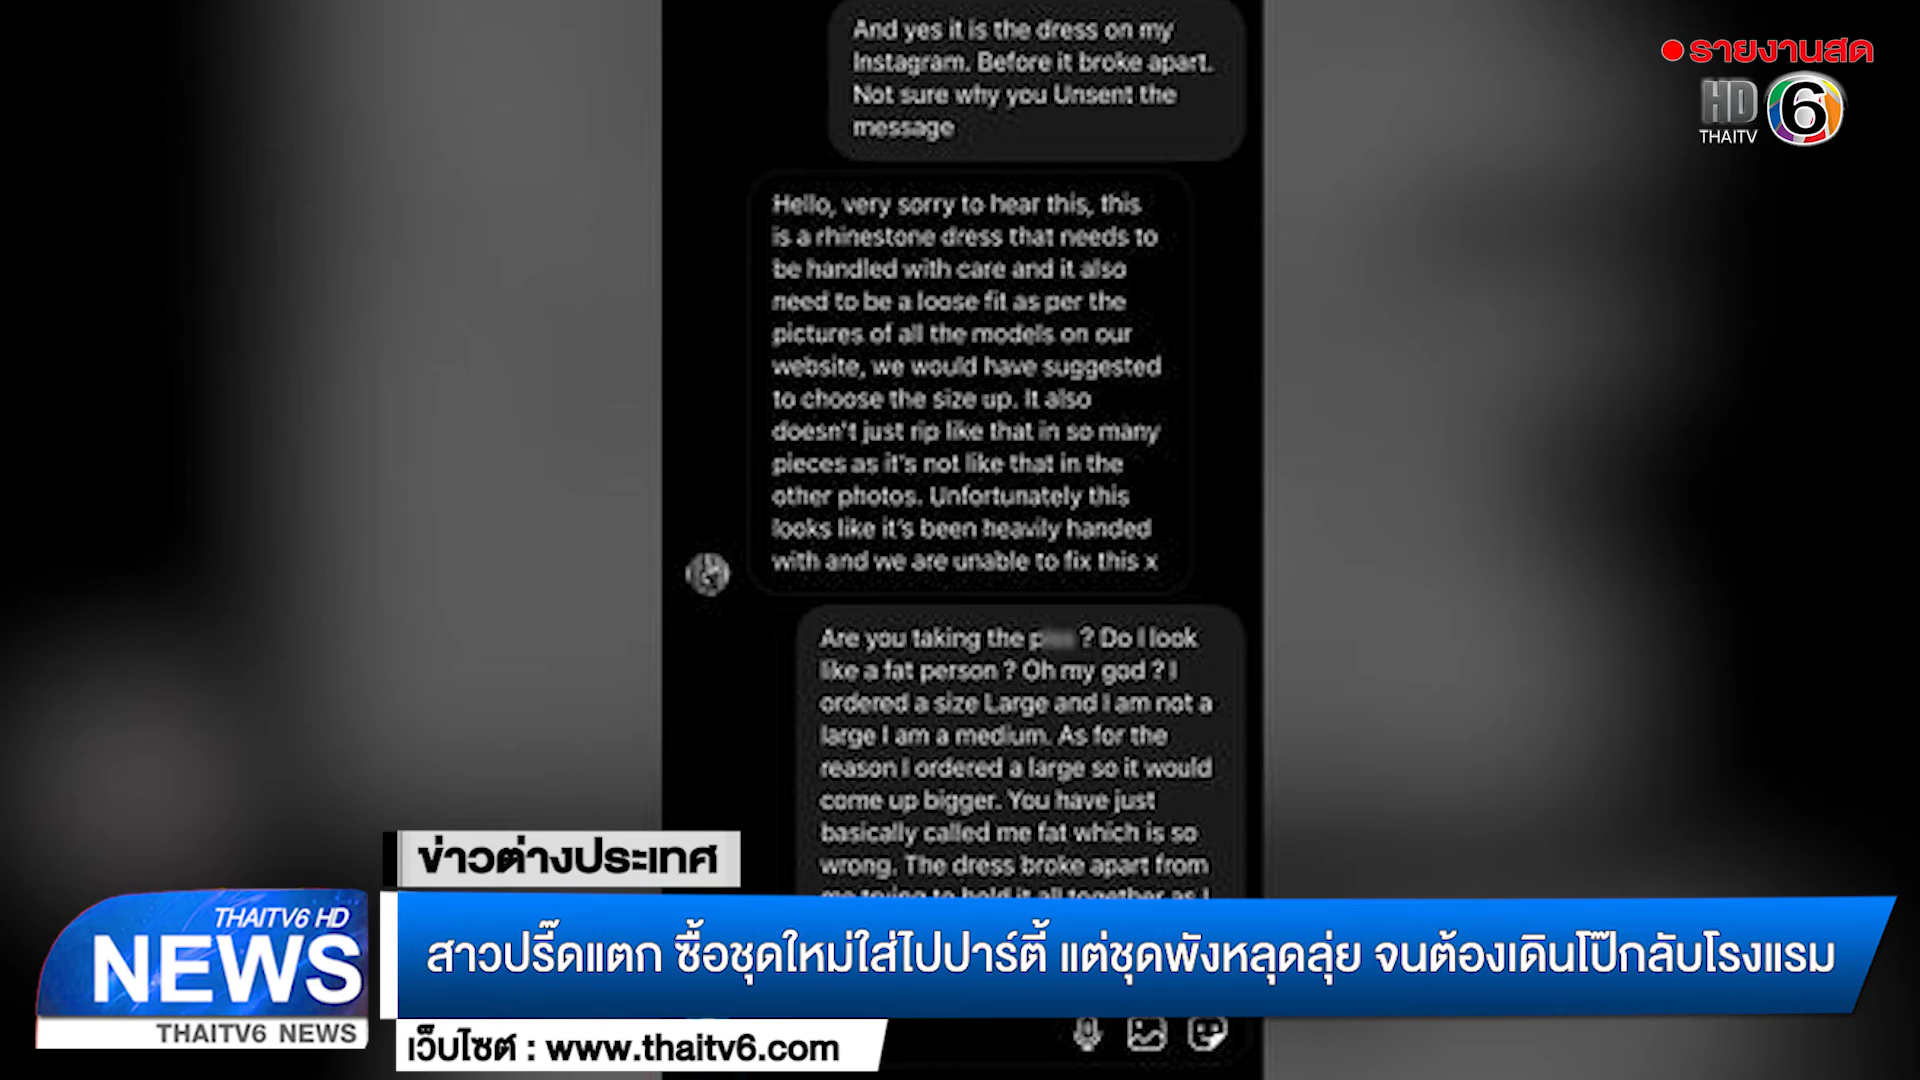 And yes it is the dress on my
Instagram. Before it broke apart.
Not sure why you Unsent the
message
Hello, very sorry to hear this, this
is a rhinestone dress that needs to
be handled with care and it also
need to be a loose fit as per the
pictures of all the models on our
website, we would have suggested
to choose the size up. It also
doesn't just rip like that in so many
pieces as it's not like that in the
other photos. Unfortunately this
looks like it's been heavily handed
with and we are unable to fix this x
Are you taking the p ? Do I look
like a fat person ? Oh my god ? I
ordered a size Large and I am not a
large I am a medium. As for the
reason I ordered a large so it would
come up bigger. You have just
basically called me fat which is so
wrong. The dress broke apart from
me trying to hold it all together as I
รายงานสด
HD 6
THAITV
ข่าวต่างประเทศ
THAITV6 HD
NEWS
THAITV6 NEWS
สาวปรี๊ดแตก ซื้อชุดใหม่ใส่ไปปาร์ตี้ แต่ชุดพังหลุดลุ่ย จนต้องเดินโป๊กลับโรงแรม
เว็บไซต์ : www.thaitv6.com